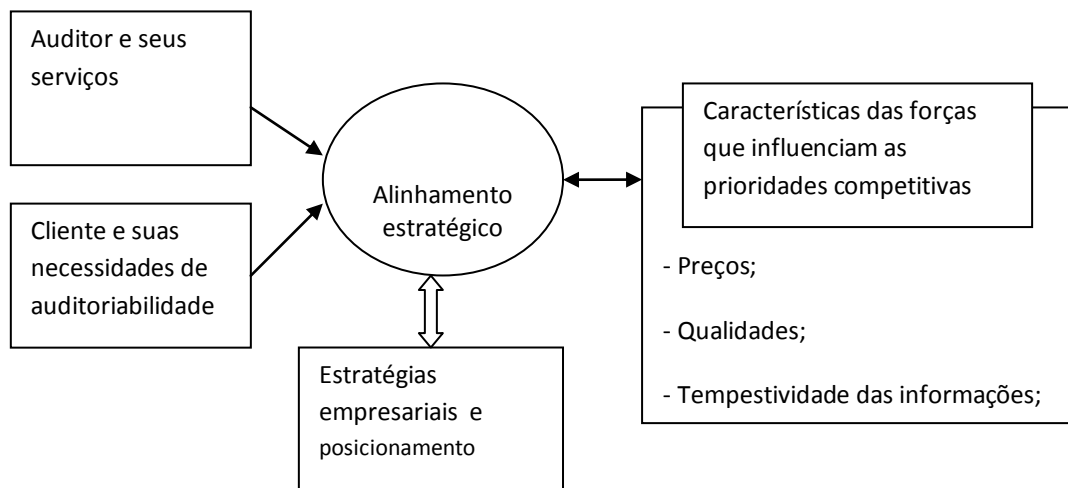 Auditor e seus
serviços
Cliente e suas
necessidades de
auditoriabilidade
Alinhamento
estratégico
Estratégias
empresariais e
posicionamento
Características das forças
que influenciam as
prioridades competitivas
- Preços;
- Qualidades;
- Tempestividade das informações;